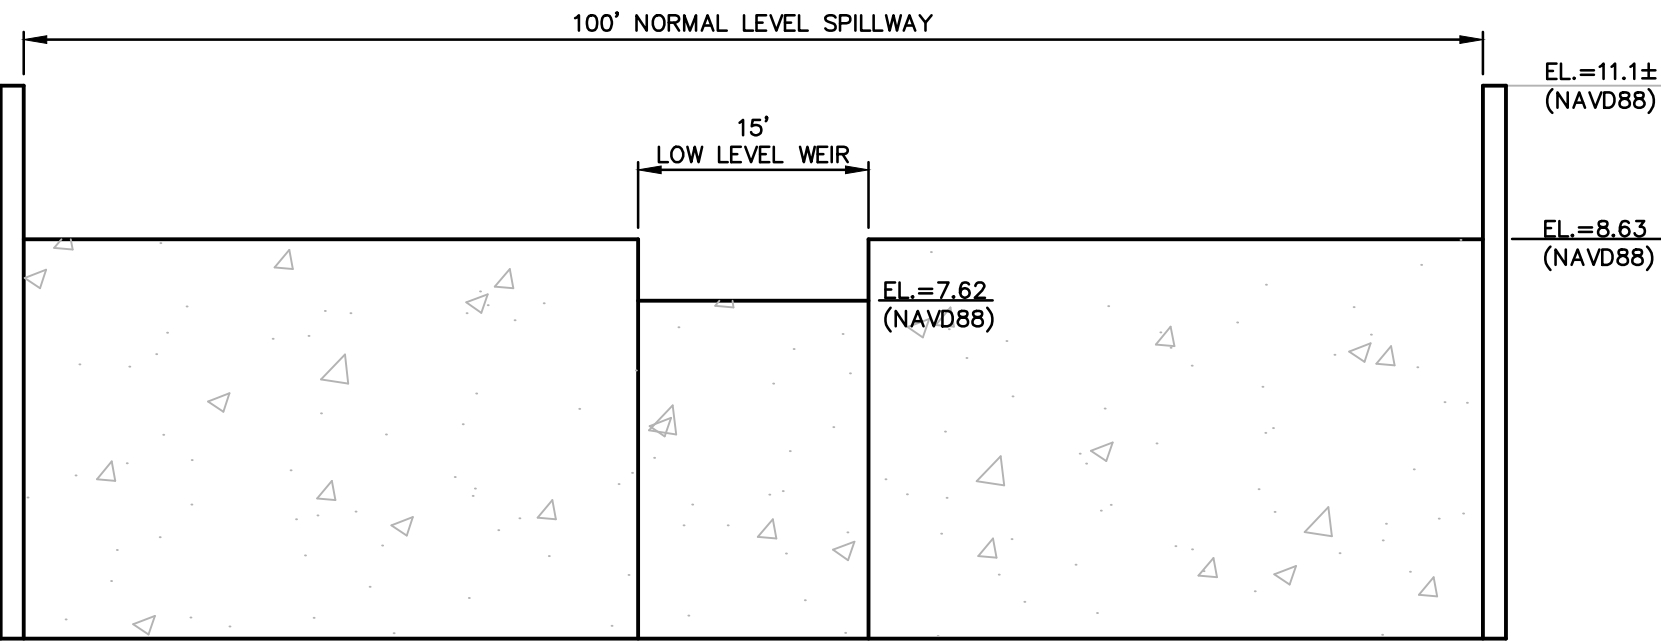 100' NORMAL LEVEL SPILLWAY
EL.=11.1±
(NAVD88)
15'
LOW LEVEL WEIR
EL.=8.63
(NAVD88)
EL.=7.62
(NAVD88)